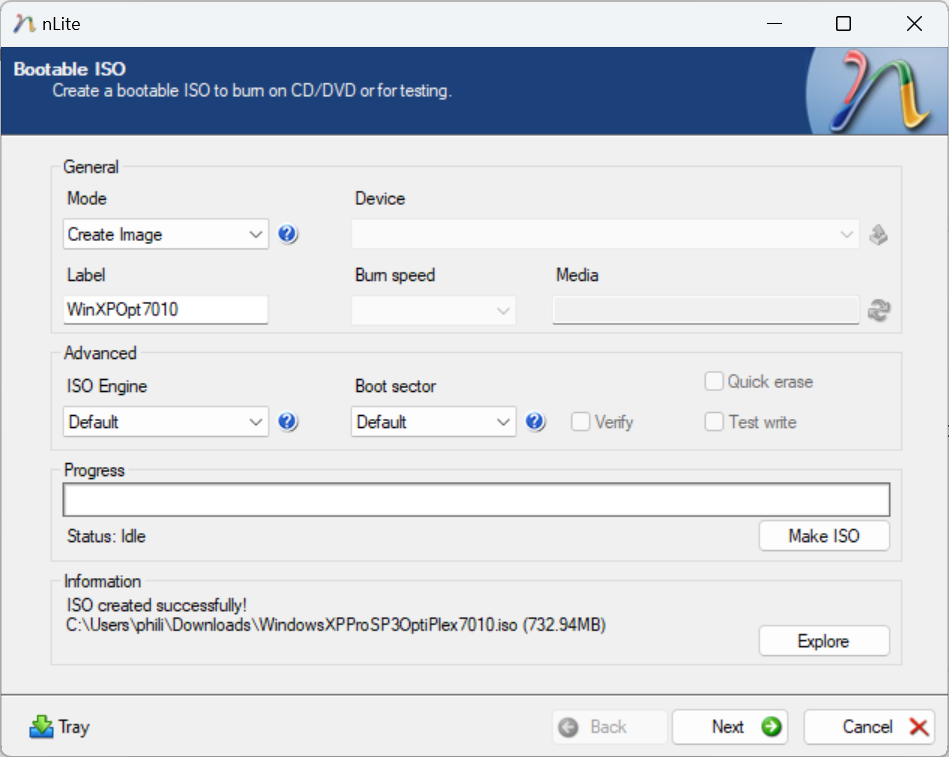 nLite
Bootable ISO
Create a bootable ISO to burn on CD/DVD or for testing.
General
Mode
Device
Create Image
Label
Burn speed
Media
WinXPOpt7010
Advanced
ISO Engine
Boot sector
Quick erase
Default
Default
Verify
Test write
Progress
Status: Idle
Make ISO
Information
ISO created successfully!
C:\Users\phili\Downloads\WindowsXPProSP3OptiPlex7010.iso (732.94MB)
Explore
Tray
Back
Next
Cancel